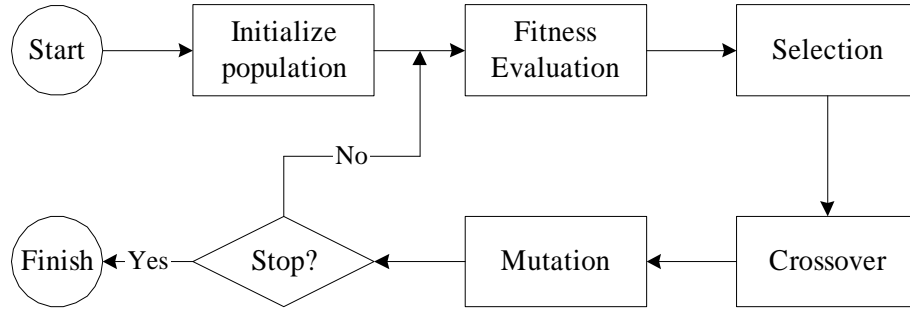 Start
Initialize
population
Fitness
Evaluation
Selection
No
Finish
Yes
Stop?
Mutation
Crossover